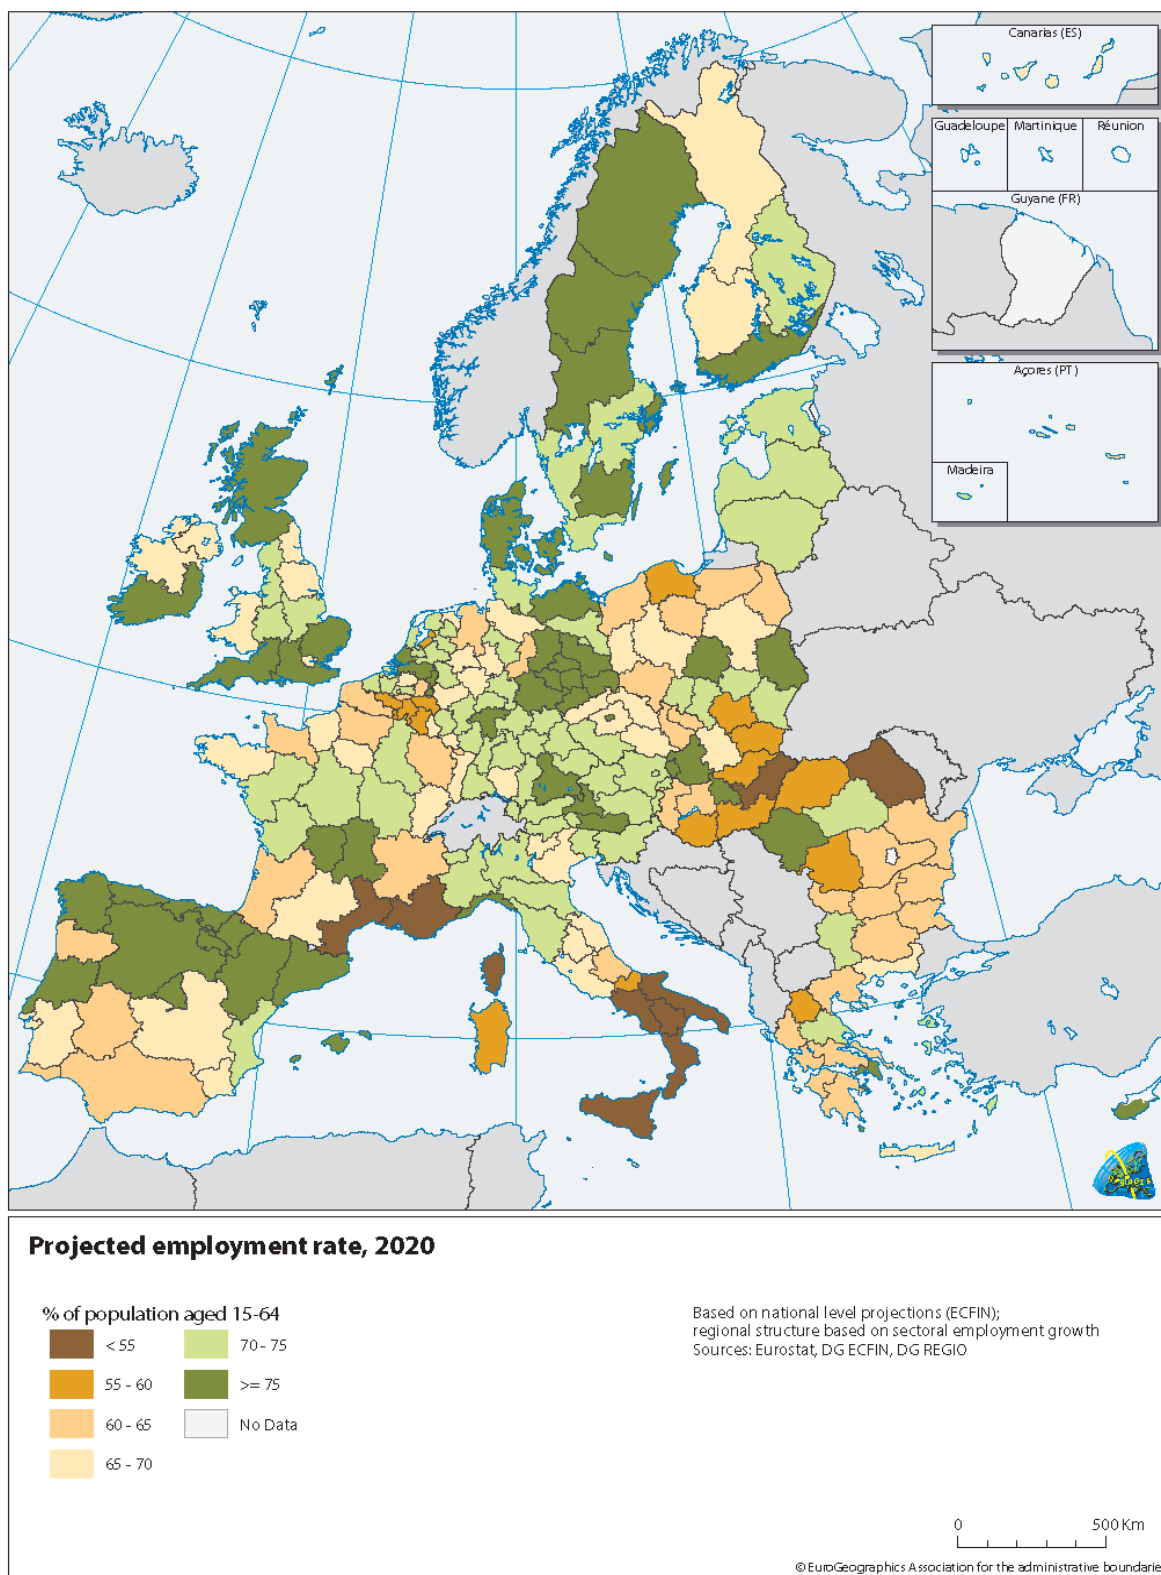 Canarias (ES)
Guadeloupe Martinique Réunion
Guyane (FR)
Açores (PT)
Madeira
Projected employment rate, 2020
% of population aged 15-64
< 55
70 - 75
55 - 60
>= 75
60 - 65
No Data
65 - 70
Based on national level projections (ECFIN);
regional structure based on sectoral employment growth
Sources: Eurostat, DG ECFIN, DG REGIO
0 500 Km
© EuroGeographics Association for the administrative boundarie